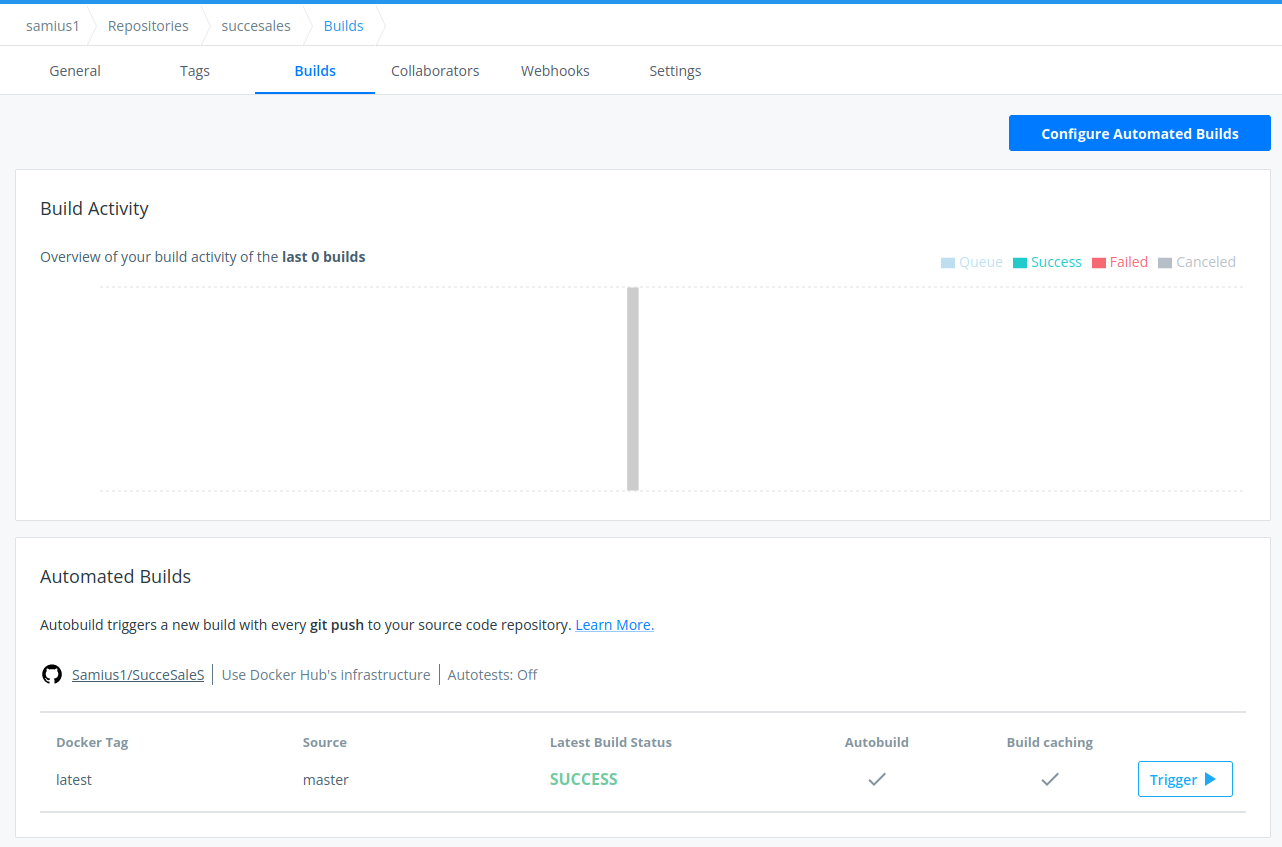 samius1 Repositories succesales Builds
General Tags Builds Collaborators Webhooks Settings
Configure Automated Builds
Build Activity
Overview of your build activity of the last 0 builds
Queue Success Failed Canceled
Automated Builds
Autobuild triggers a new build with every git push to your source code repository. Learn More.
Samius1/SucceSaleS Use Docker Hub's infrastructure Autotests: Off
Docker Tag Source Latest Build Status Autobuild Build caching
latest master SUCCESS Trigger